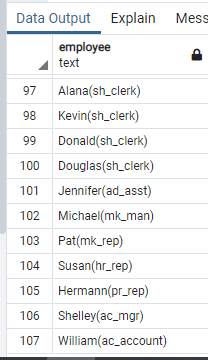 Data Output Explain Mess
employee
text
97 Alana(sh_clerk)
98 Kevin(sh_clerk)
99 Donald(sh_clerk)
100 Douglas(sh_clerk)
101 Jennifer(ad_asst)
102 Michael(mk_man)
103 Pat(mk_rep)
104 Susan(hr_rep)
105 Hermann(pr_rep)
106 Shelley(ac_mgr)
107 William(ac_account)